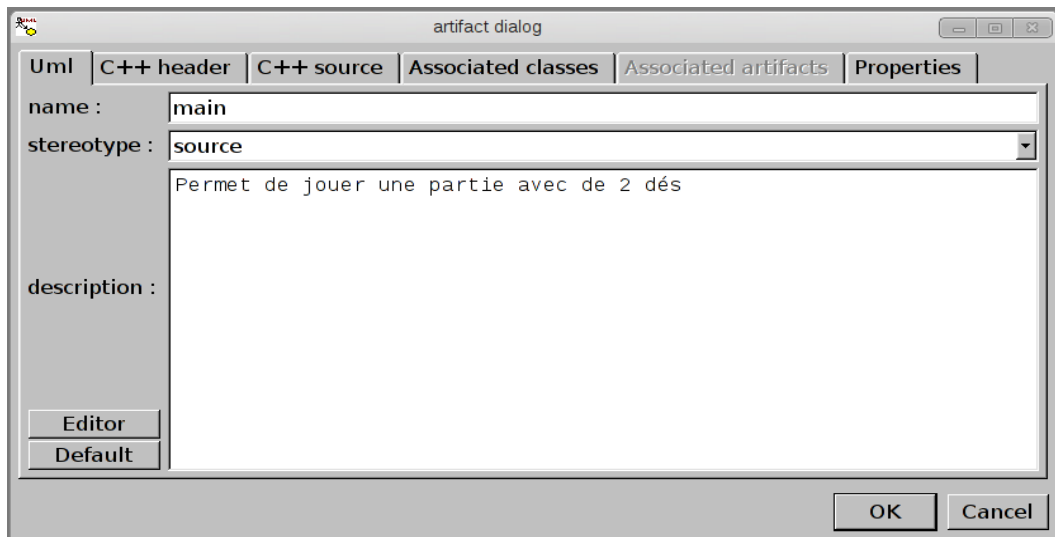 artifact dialog
Uml C++ header C++ source Associated classes Associated artifacts Properties
name : main
stereotype : source
Permet de jouer une partie avec de 2 dés
description :
Editor
Default
OK Cancel